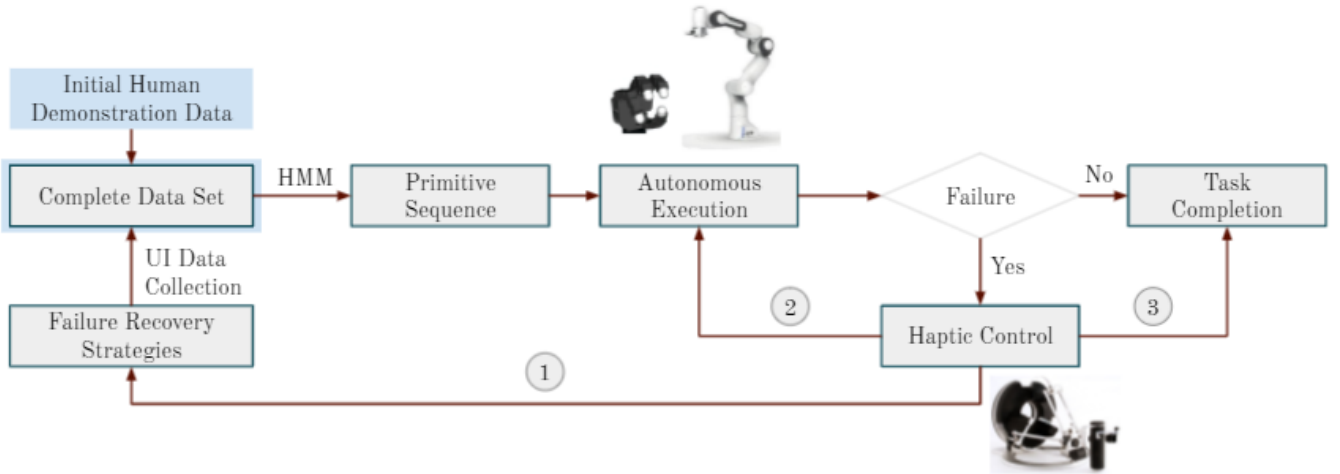 Initial Human
Demonstration Data
Complete Data Set
HMM
Primitive
Sequence
Autonomous
Execution
Failure
No
Task
Completion
UI Data
Collection
Yes
Failure Recovery
Strategies
2
Haptic Control
3
1